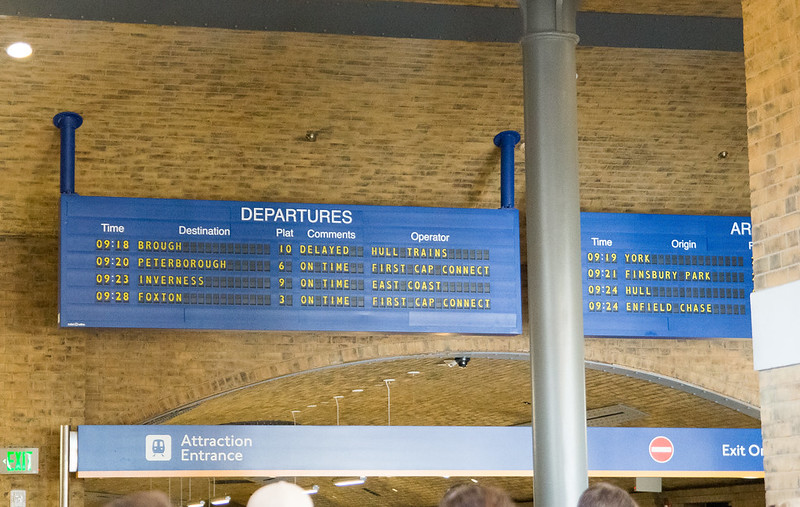 DEPARTURES
Time Destination Plat Comments Operator
09:18 BROUGH 10 DELAYED HULL TRAINS
09:20 PETERBOROUGH 6 ON TIME FIRST CAP CONNECT
09:23 INVERNESS 9 ON TIME EAST COAST
09:28 FOXTON 3 ON TIME FIRST CAP CONNECT
AR
Time Origin
09:19 YORK
09:21 FINSBURY PARK
09:24 HULL
09:24 ENFIELD CHASE
Attraction
Entrance
Exit On
EXIT